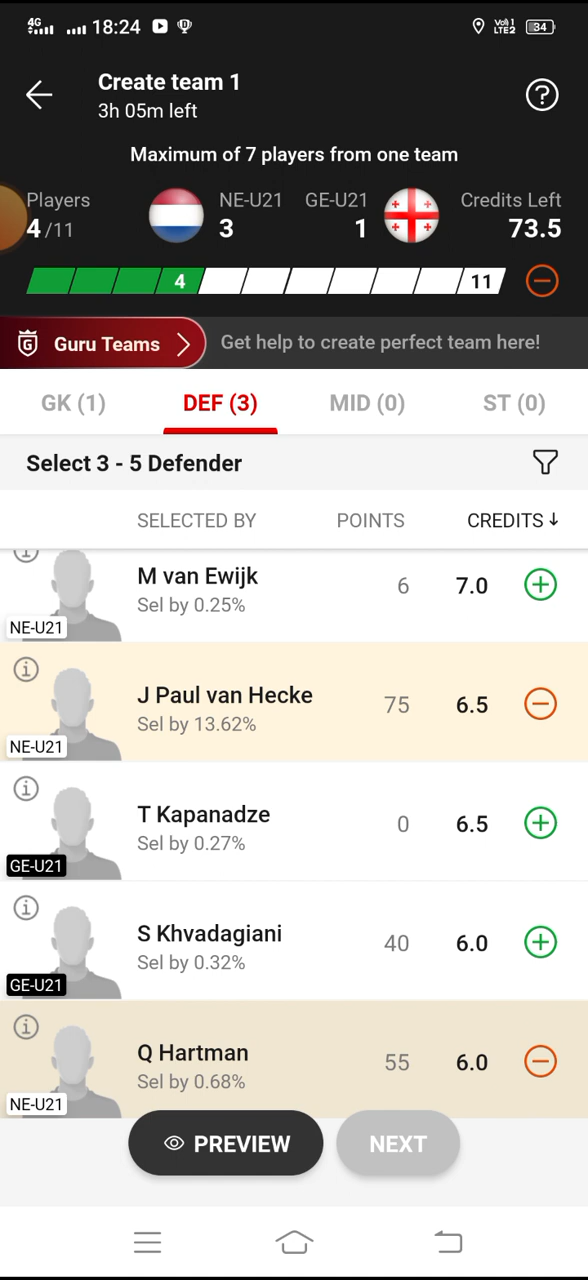 4G 18:24 Vo) 1 LTE2 34
Create team 1
3h 05m left
Maximum of 7 players from one team
Players NE-U21 GE-U21 Credits Left
4/11 3 1 73.5
4 11
G Guru Teams Get help to create perfect team here!
GK (1) DEF (3) MID (0) ST (0)
Select 3 - 5 Defender
SELECTED BY POINTS CREDITS
M van Ewijk 6 7.0
Sel by 0.25%
NE-U21
J Paul van Hecke 75 6.5
Sel by 13.62%
NE-U21
T Kapanadze 0 6.5
Sel by 0.27%
GE-U21
S Khvadagiani 40 6.0
Sel by 0.32%
GE-U21
Q Hartman 55 6.0
Sel by 0.68%
NE-U21
PREVIEW NEXT